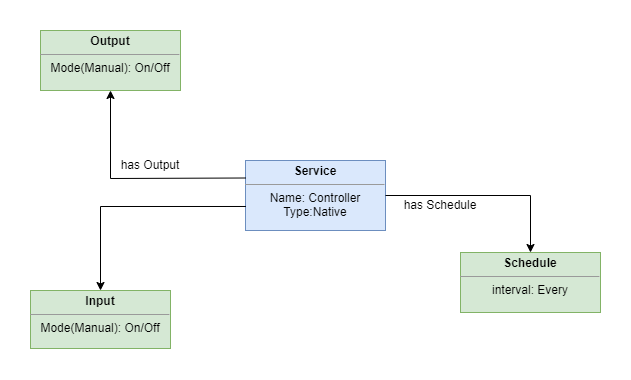 Output
Mode(Manual): On/Off
has Output
Service
Name: Controller
Type:Native
has Schedule
Schedule
interval: Every
Input
Mode(Manual): On/Off